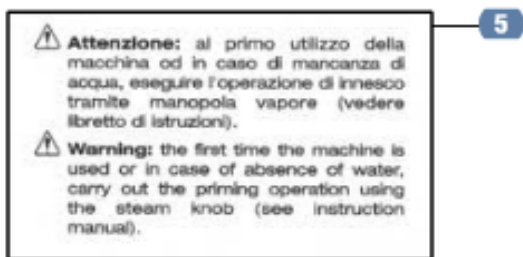 5
Attenzione: al primo utilizzo della
macchina od in caso di mancanza di
acqua, eseguire l'operazione di innesco
tramite manopola vapore (vedere
libretto di istruzioni).
Warning: the first time the machine is
used or in case of absence of water,
carry out the priming operation using
the steam knob (see instruction
manual).